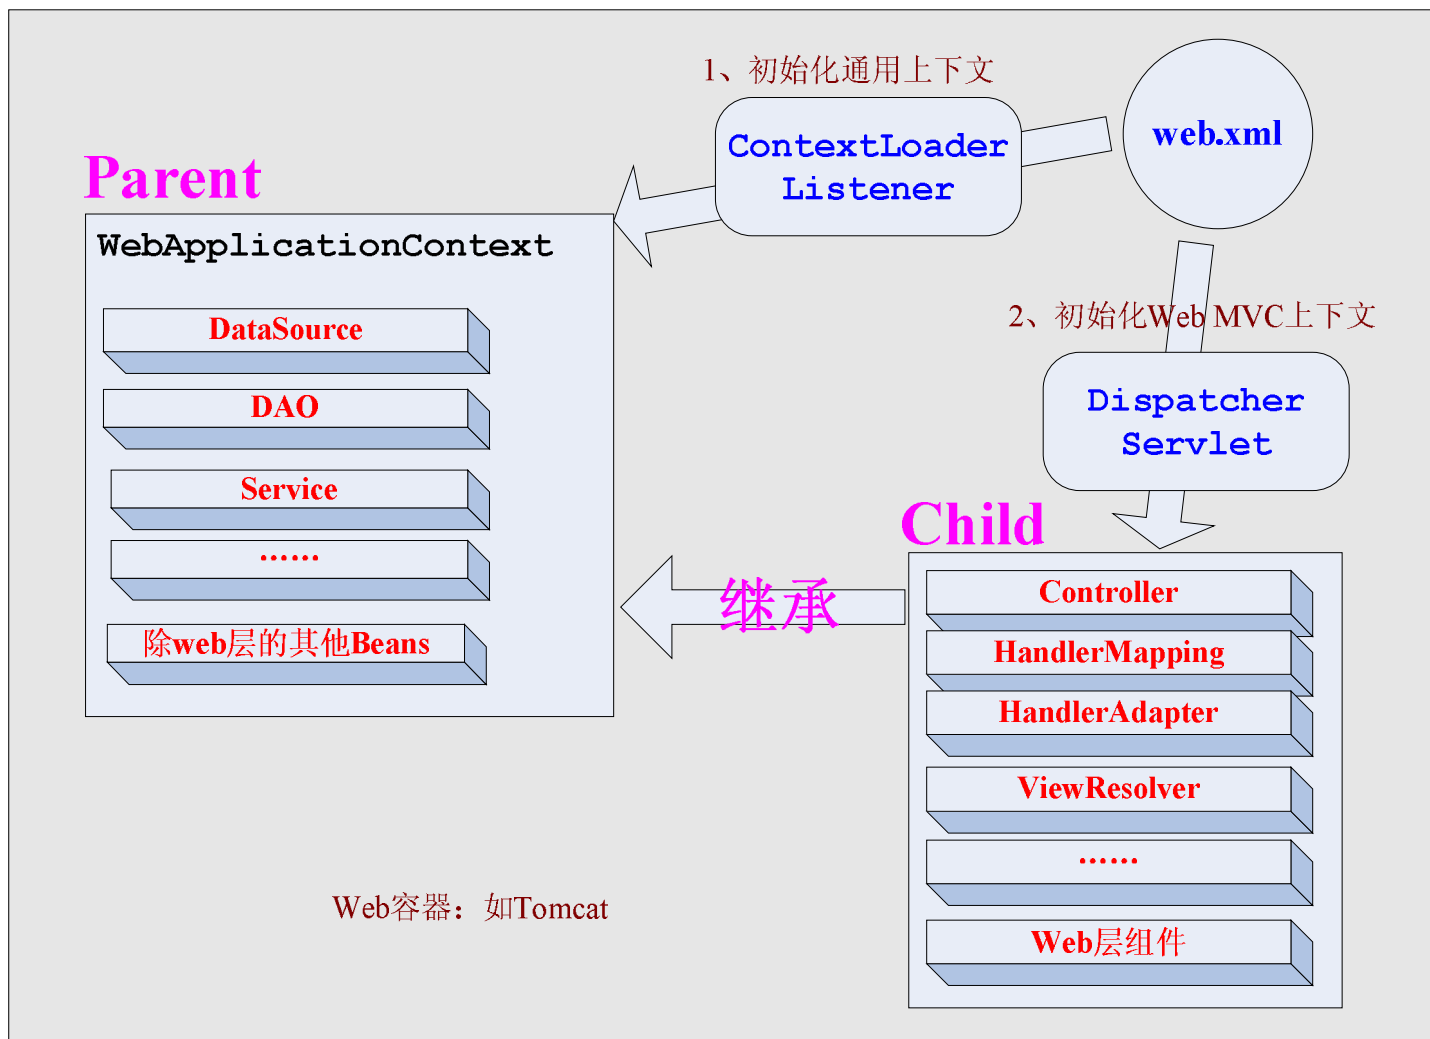 1、初始化通用上下文
ContextLoader
Listener
web.xml
Parent
WebApplicationContext
DataSource
DAO
Service
……
除web层的其他Beans
2、初始化Web MVC上下文
Dispatcher
Servlet
Child
继承
Controller
HandlerMapping
HandlerAdapter
ViewResolver
……
Web层组件
Web容器：如Tomcat